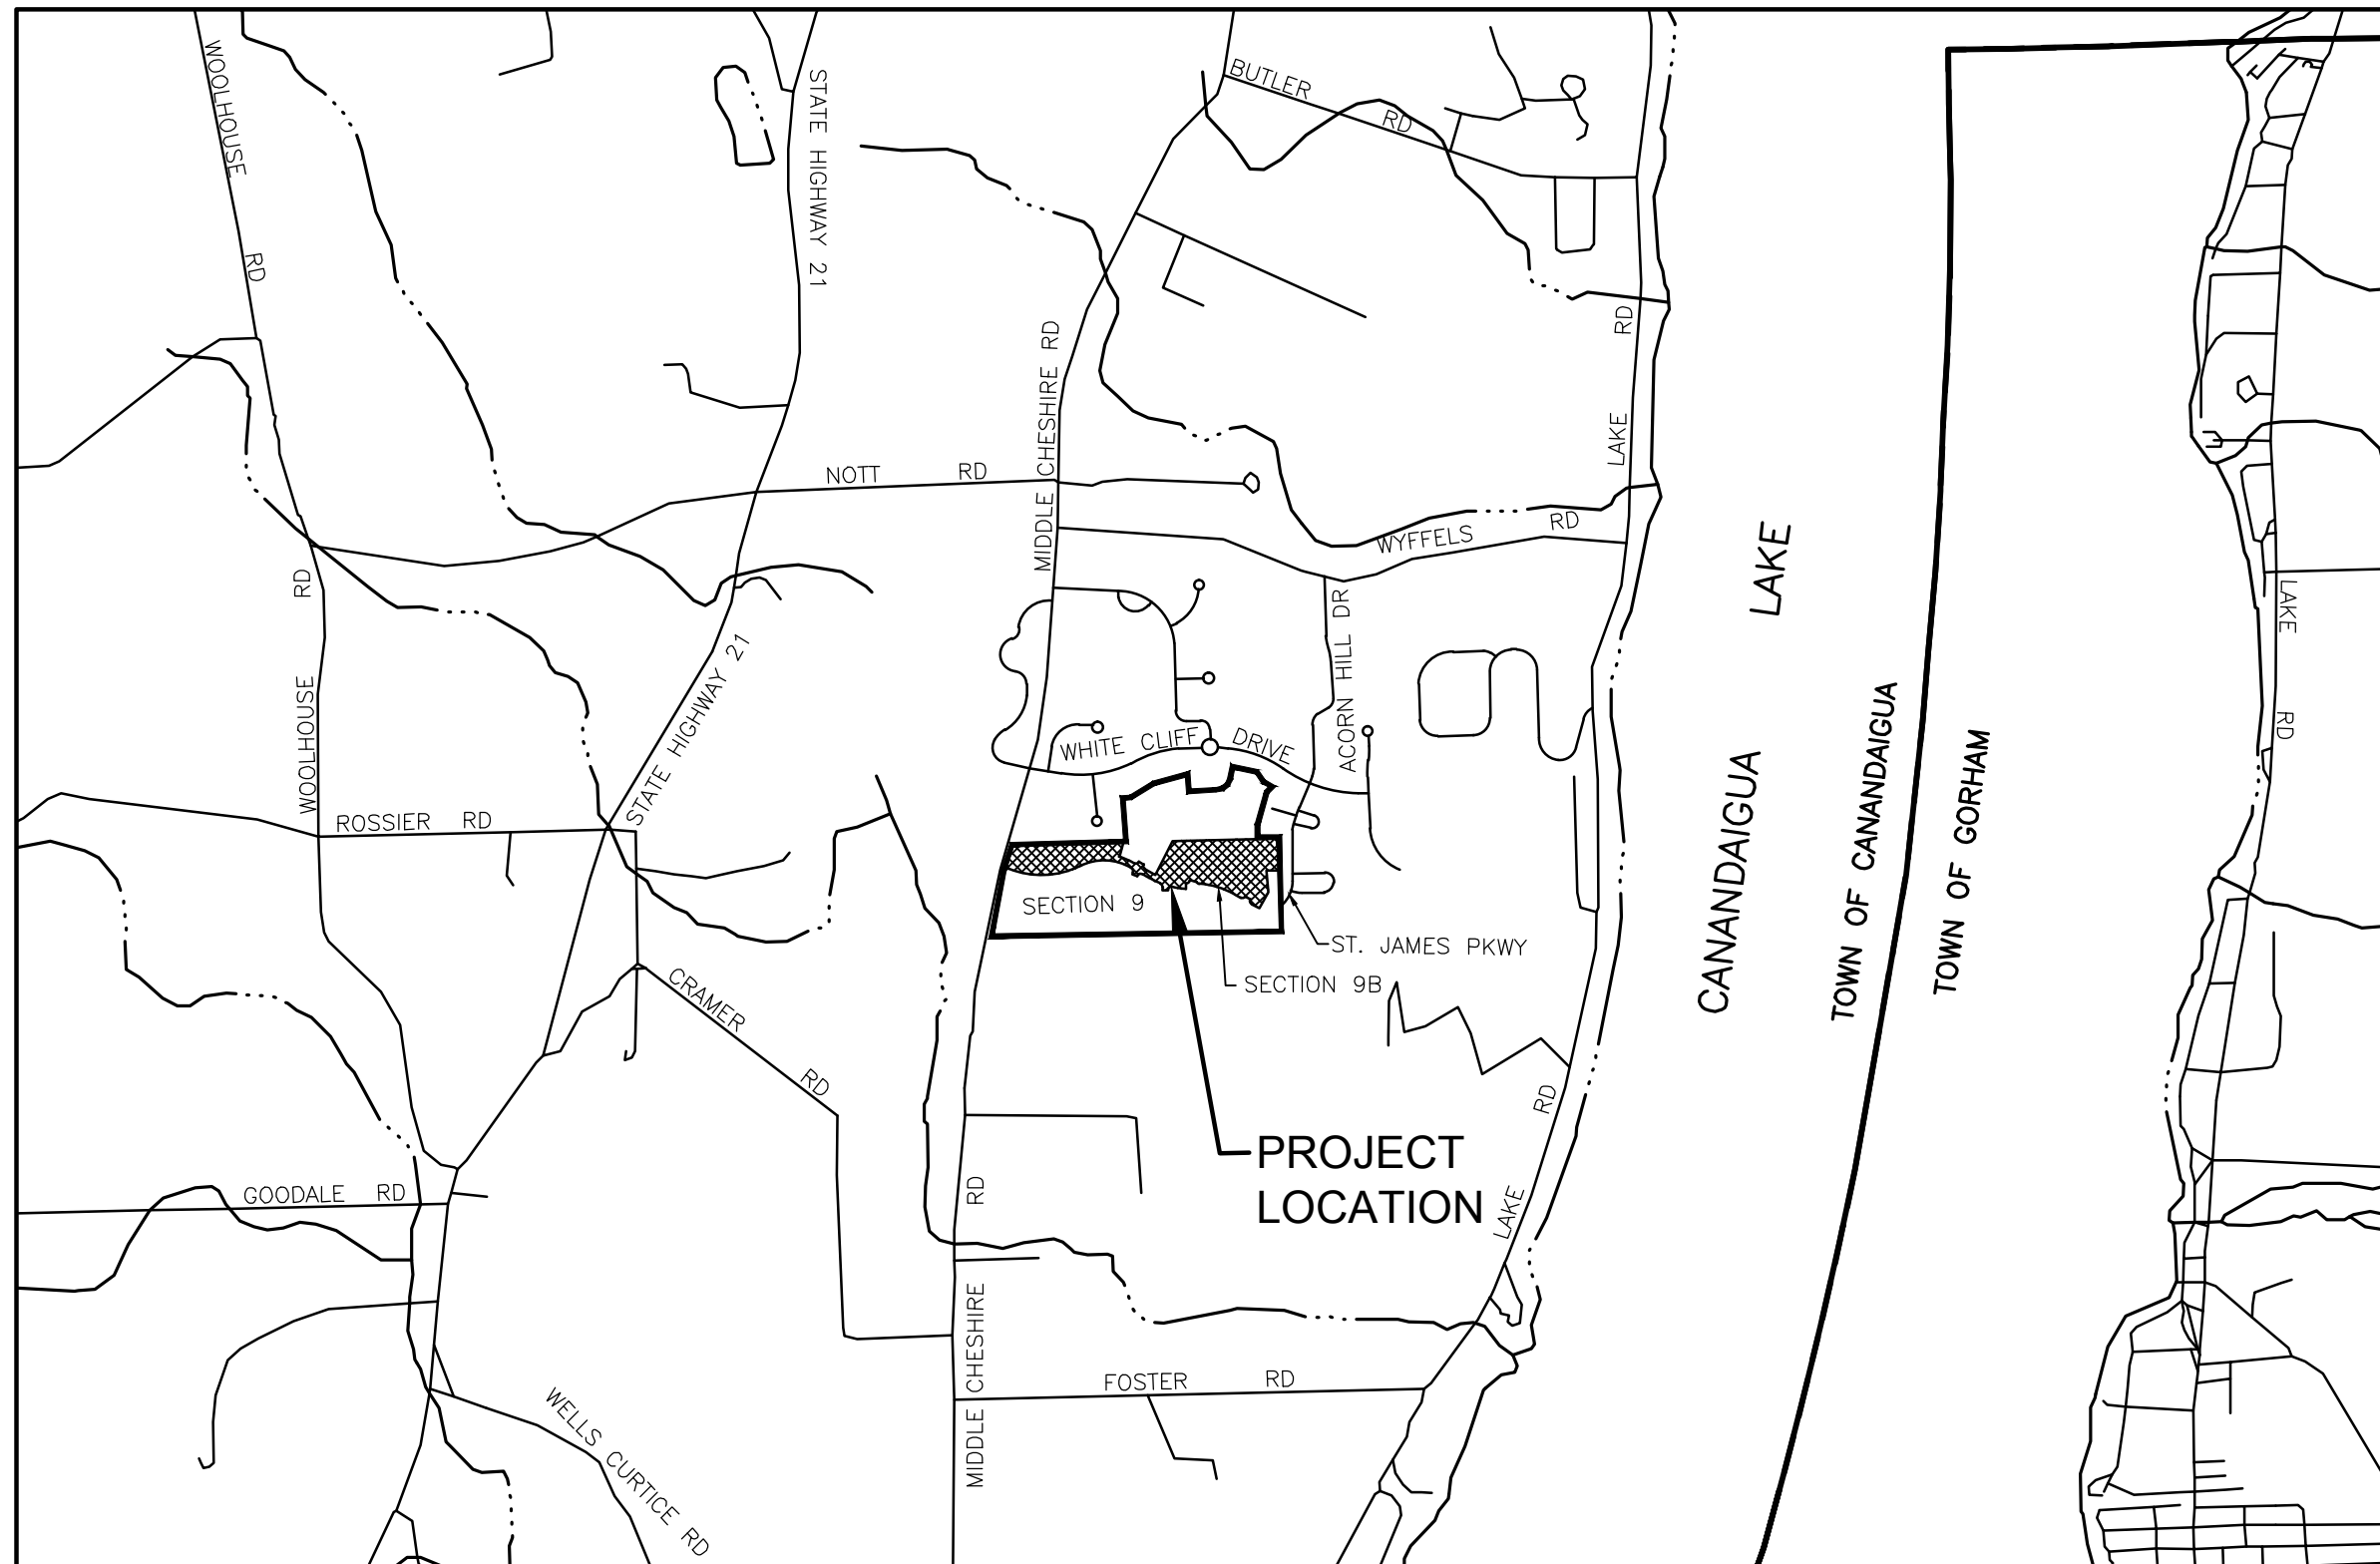 WOOLHOUSE RD
STATE HIGHWAY 21
BUTLER RD
MIDDLE CHESHIRE RD
LAKE RD
NOTT RD
WYFFELS RD
WOOLHOUSE RD
STATE HIGHWAY 21
ACORN HILL DR
WHITE CLIFF DRIVE
ROSSIER RD
SECTION 9
ST. JAMES PKWY
SECTION 9B
CRAMER RD
CANANDAIGUA LAKE
TOWN OF CANANDAIGUA
TOWN OF GORHAM
LAKE RD
PROJECT
LOCATION
GOODALE RD
LAKE RD
MIDDLE CHESHIRE RD
FOSTER RD
WELLS CURTICE RD